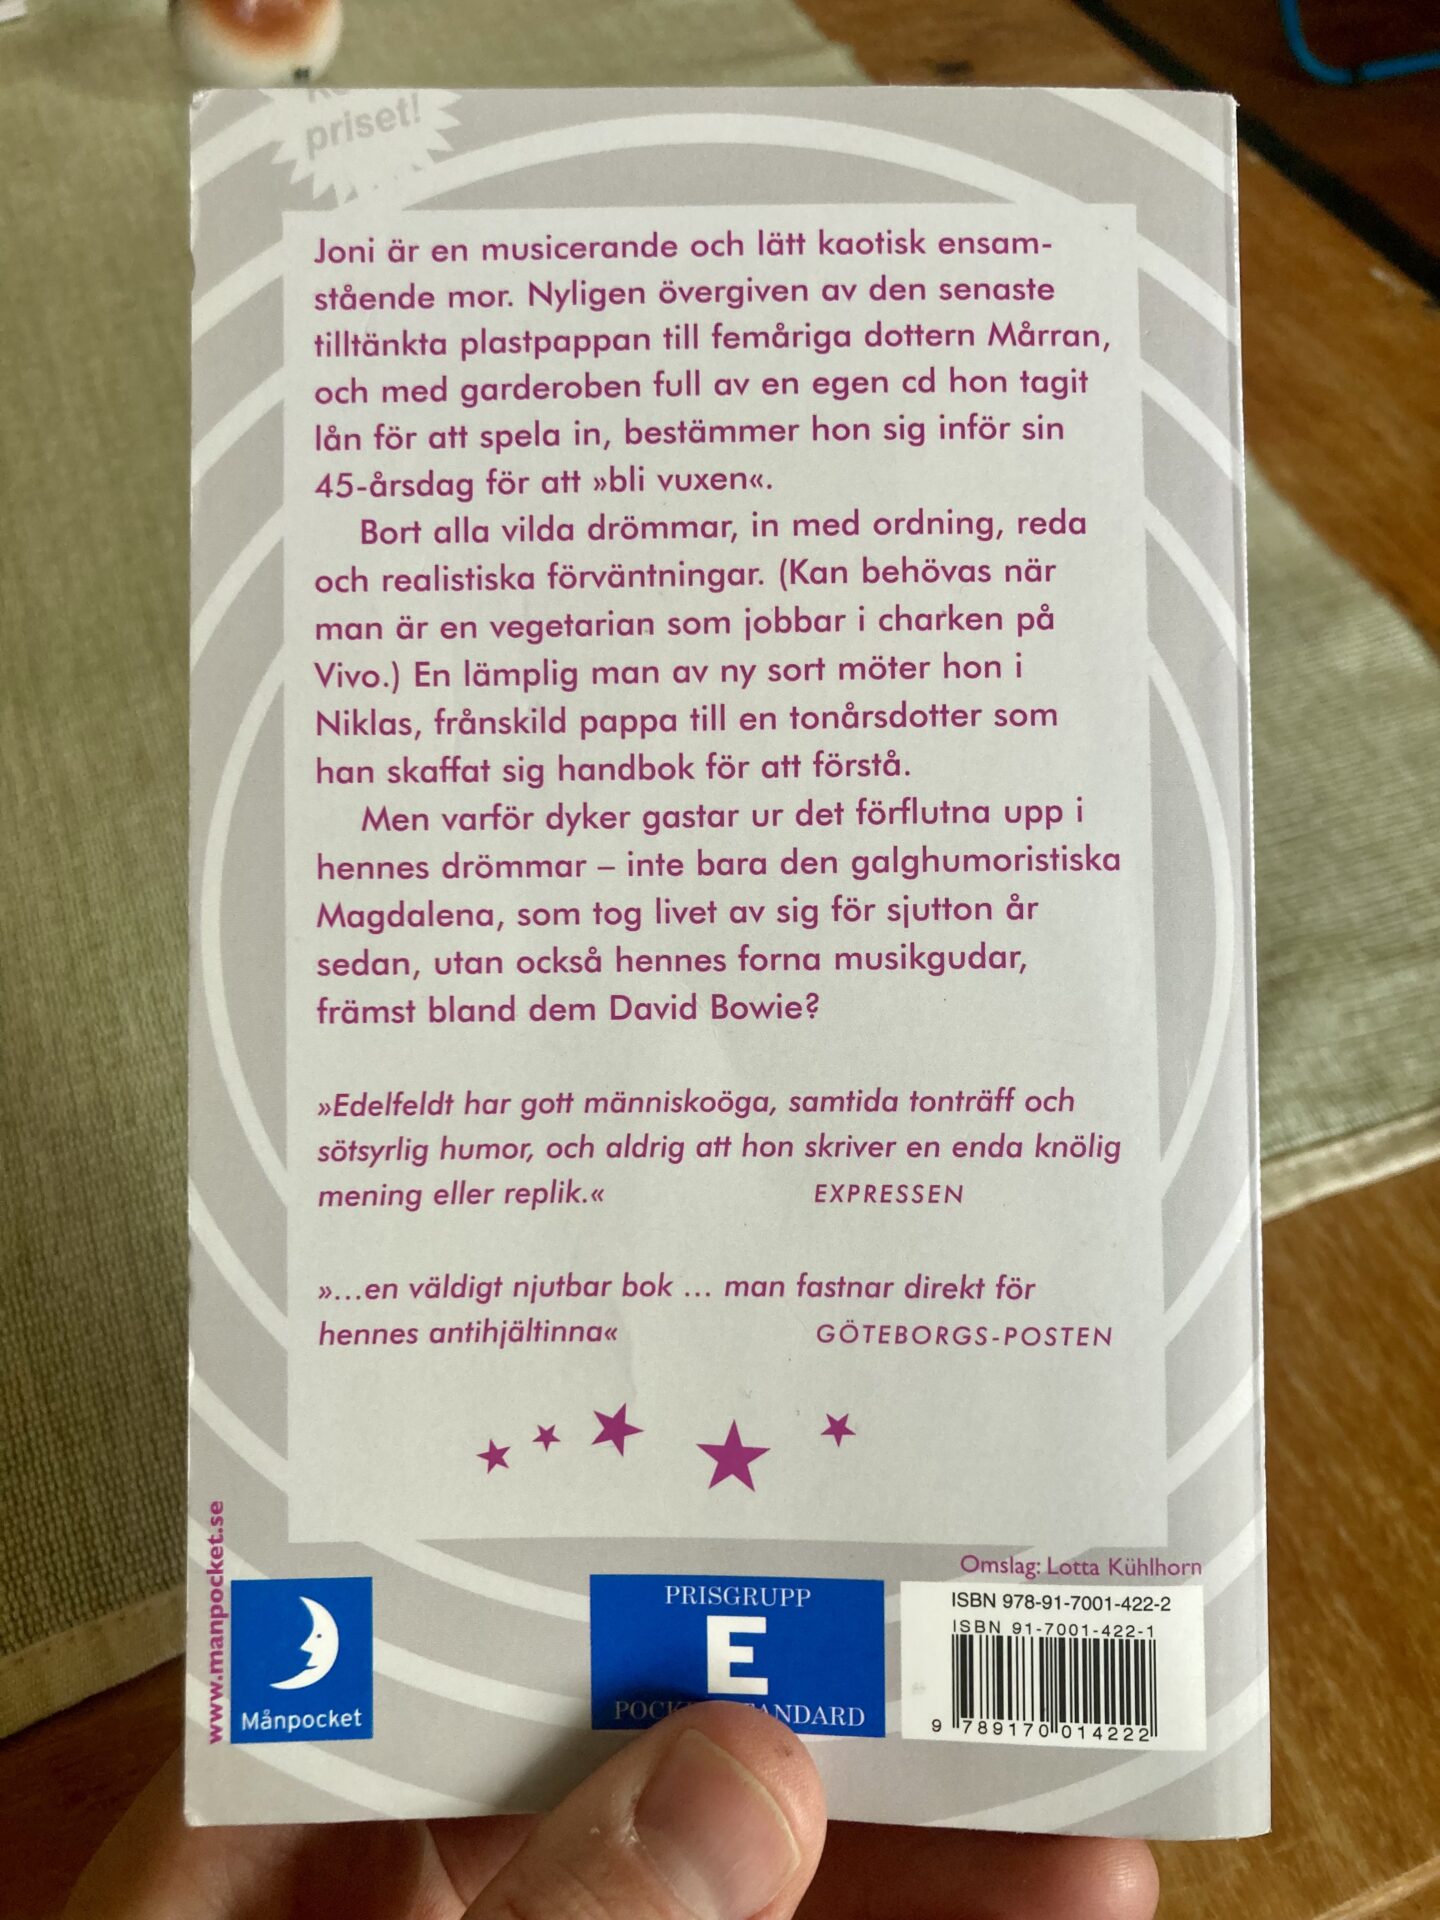 priset!
Joni är en musicerande och lätt kaotisk ensam-
stående mor. Nyligen övergiven av den senaste
tilltänkta plastpappan till femåriga dottern Mårran,
och med garderoben full av en egen cd hon tagit
lån för att spela in, bestämmer hon sig inför sin
45-årsdag för att »bli vuxen«.
Bort alla vilda drömmar, in med ordning, reda
och realistiska förväntningar. (Kan behövas när
man är en vegetarian som jobbar i charken på
Vivo.) En lämplig man av ny sort möter hon i
Niklas, frånskild pappa till en tonårsdotter som
han skaffat sig handbok för att förstå.
Men varför dyker gastar ur det förflutna upp i
hennes drömmar – inte bara den galghumoristiska
Magdalena, som tog livet av sig för sjutton år
sedan, utan också hennes forna musikgudar,
främst bland dem David Bowie?
»Edelfeldt har gott människoöga, samtida tonträff och
sötsyrlig humor, och aldrig att hon skriver en enda knölig
mening eller replik.« EXPRESSEN
»...en väldigt njutbar bok ... man fastnar direkt för
hennes antihjältinna« GÖTEBORGS-POSTEN
www.manpocket.se
Månpocket
PRISGRUPP
E
Omslag: Lotta Kühlhorn
ISBN 978-91-7001-422-2
ISBN 91-7001-422-1
9 789170 014222